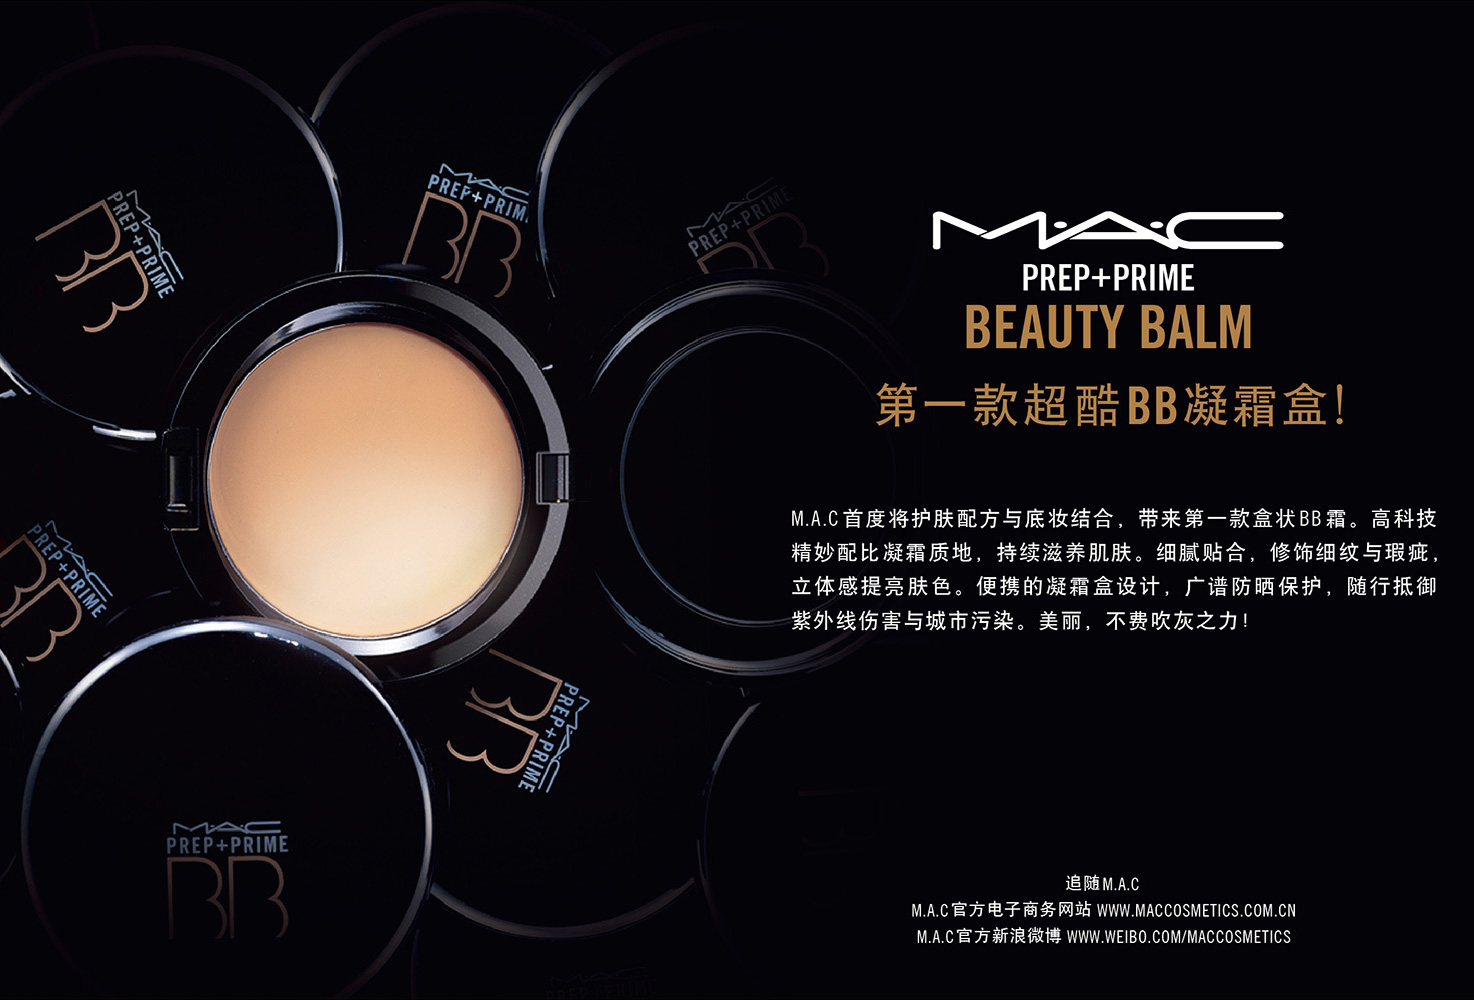 M·A·C
PREP+PRIME
BB
M·A·C
PREP+PRIME
BB
M·A·C
PREP+PRIME
BB
M·A·C
PREP+PRIME
BB
M·A·C
PREP+PRIME
BB
M·A·C
PREP+PRIME
BB
M·A·C
PREP+PRIME
BEAUTY BALM
第一款超酷BB凝霜盒!
M.A.C首度将护肤配方与底妆结合，带来第一款盒状BB霜。高科技
精妙配比凝霜质地，持续滋养肌肤。细腻贴合，修饰细纹与瑕疵，
立体感提亮肤色。便携的凝霜盒设计，广谱防晒保护，随行抵御
紫外线伤害与城市污染。美丽，不费吹灰之力！
追随M.A.C
M.A.C官方电子商务网站 WWW.MACCOSMETICS.COM.CN
M.A.C官方新浪微博 WWW.WEIBO.COM/MACCOSMETICS